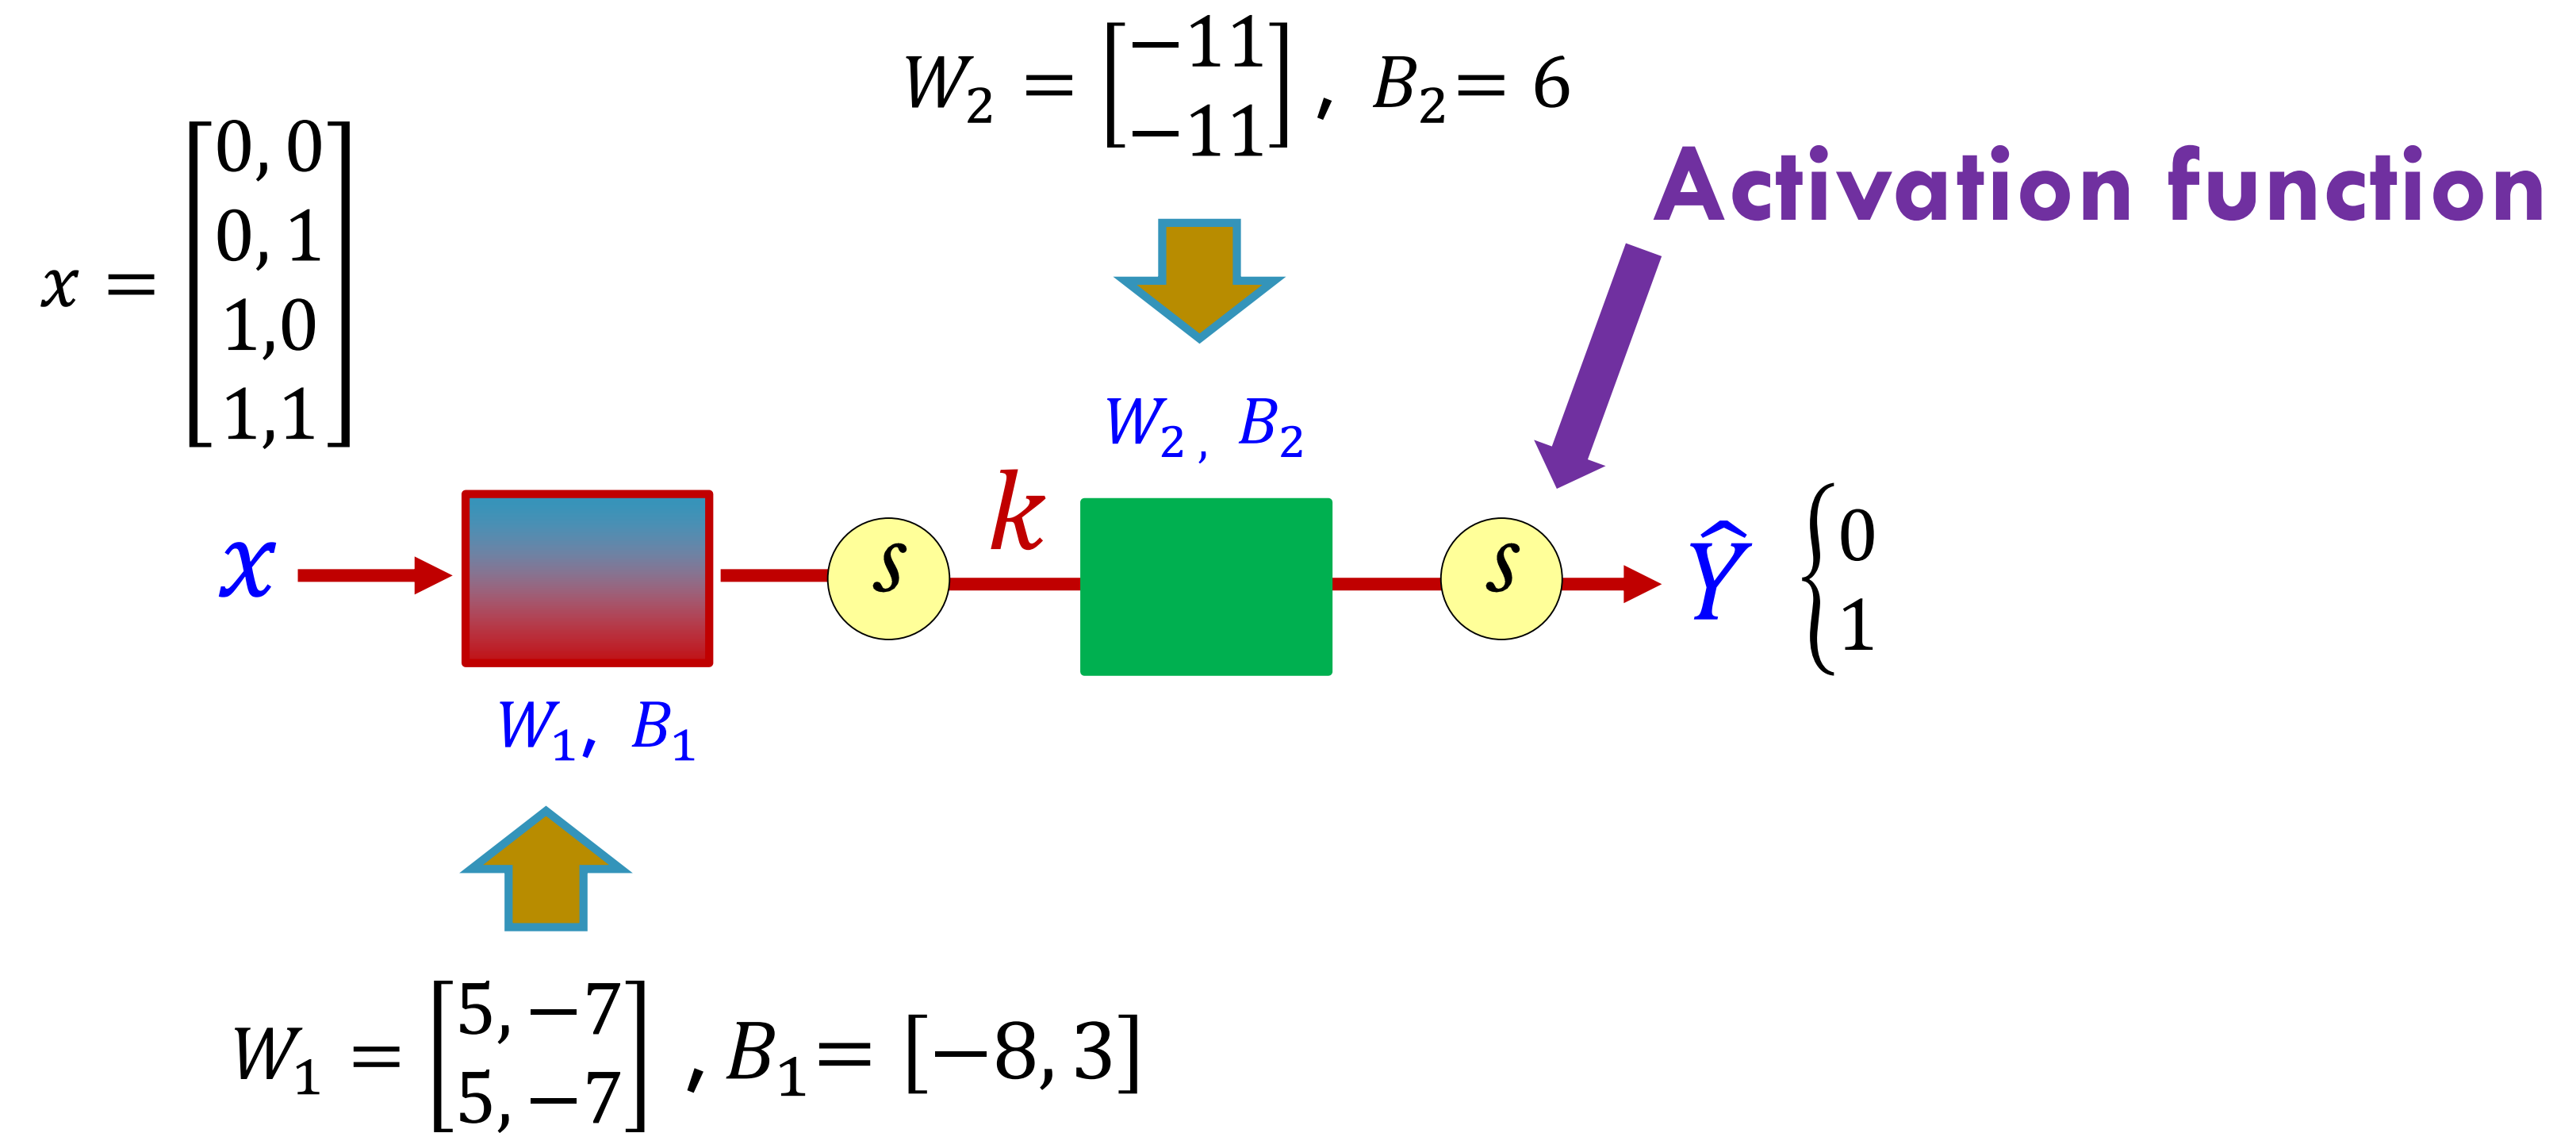 W₂ = [−11 −11], B₂= 6
Activation function
x = [0, 0 0, 1 1,0 1,1]
W₂ , B₂
x
s
k
s
Ŷ { 0 1
W₁, B₁
W₁ = [5, −7 5, −7] , B₁= [−8, 3]